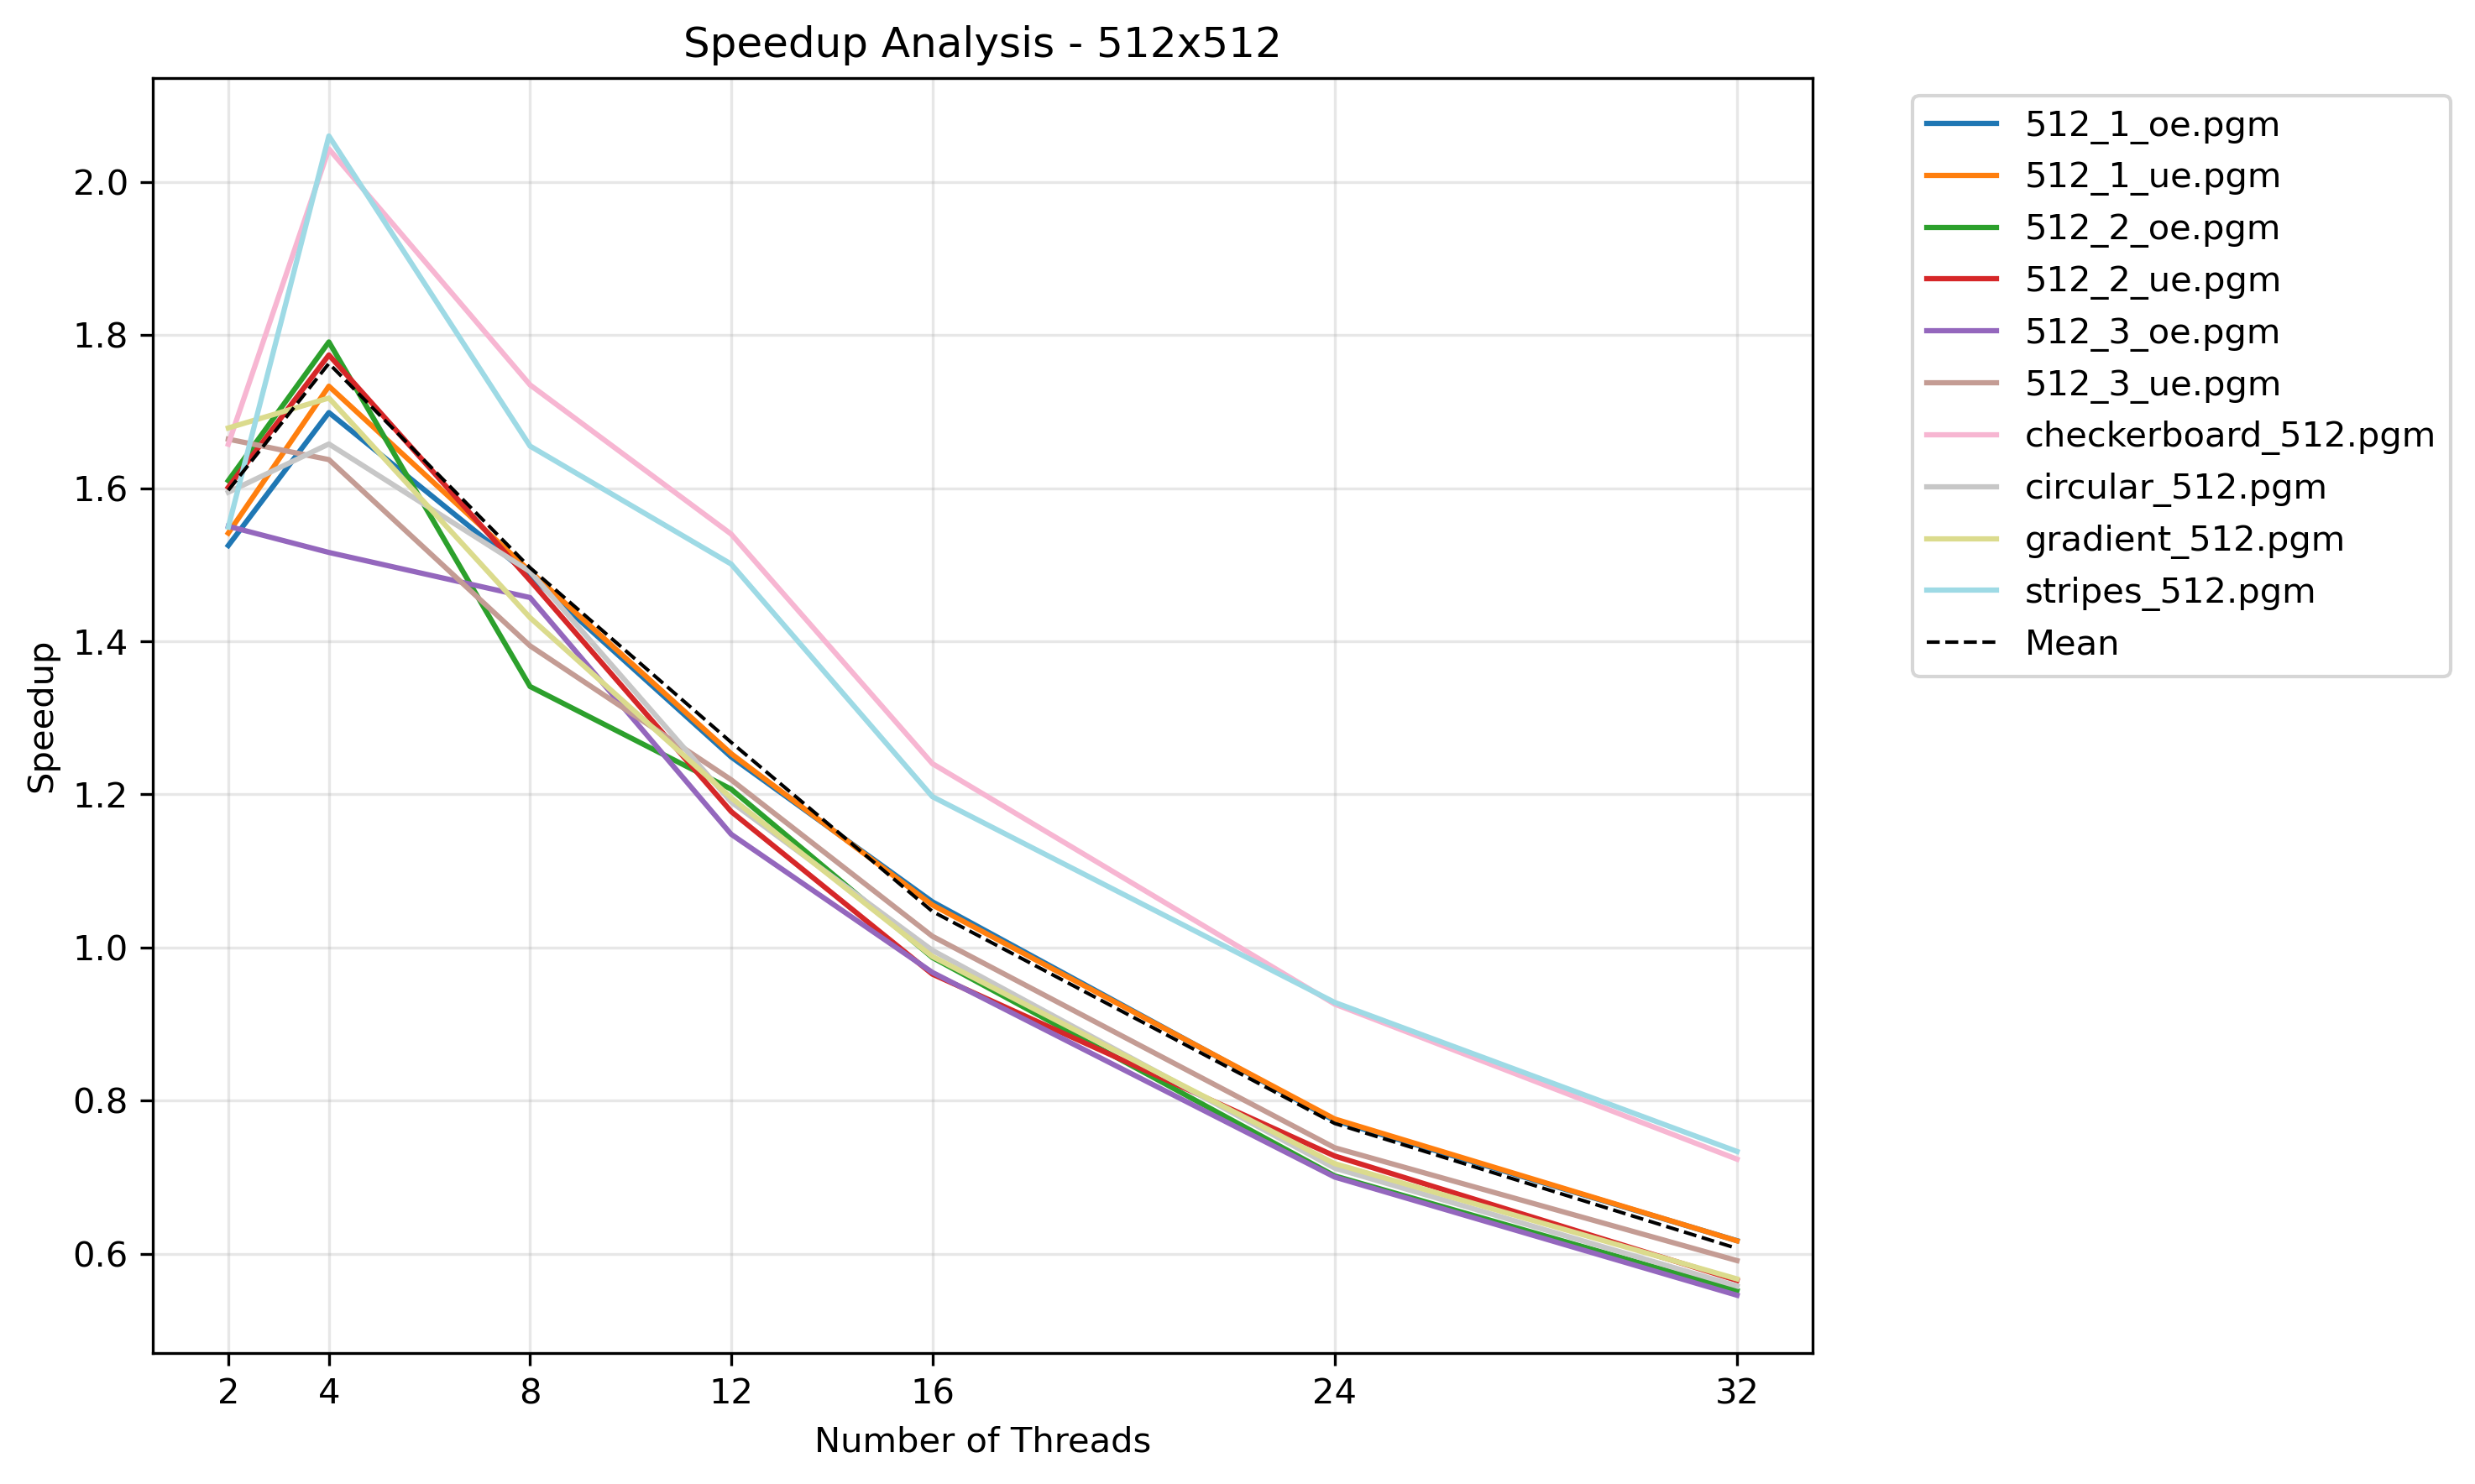 Speedup Analysis - 512x512
Speedup
2.0
1.8
1.6
1.4
1.2
1.0
0.8
0.6
2 4 8 12 16 24 32
Number of Threads
512_1_oe.pgm
512_1_ue.pgm
512_2_oe.pgm
512_2_ue.pgm
512_3_oe.pgm
512_3_ue.pgm
checkerboard_512.pgm
circular_512.pgm
gradient_512.pgm
stripes_512.pgm
Mean